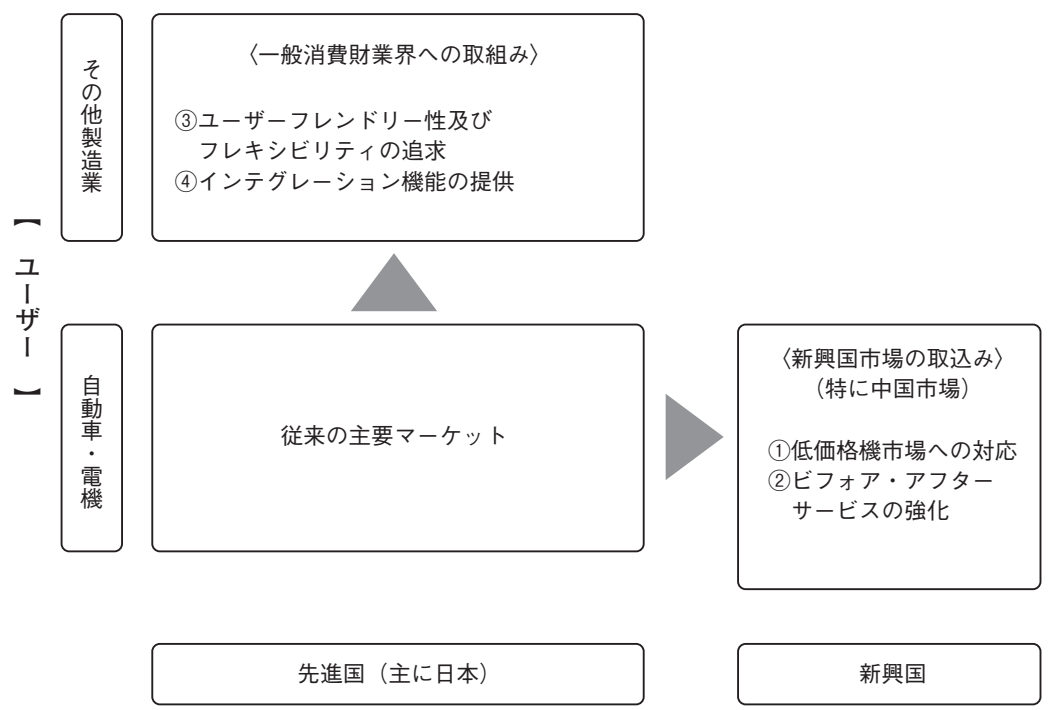 【 ユーザー 】
その他製造業
〈一般消費財業界への取組み〉
③ユーザーフレンドリー性及び
フレキシビリティの追求
④インテグレーション機能の提供
自動車・電機
従来の主要マーケット
〈新興国市場の取込み〉
（特に中国市場）
①低価格機市場への対応
②ビフォア・アフター
サービスの強化
先進国（主に日本）
新興国